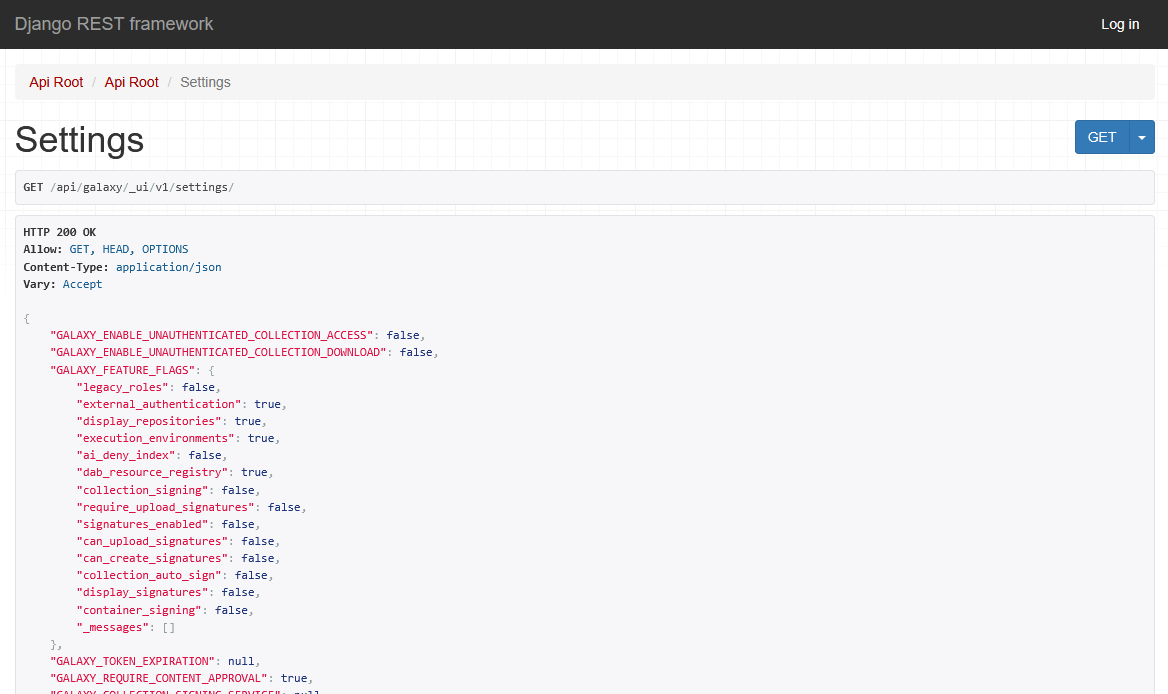 Django REST framework
Log in
Api Root / Api Root / Settings
Settings
GET
GET /api/galaxy/_ui/v1/settings/
HTTP 200 OK
Allow: GET, HEAD, OPTIONS
Content-Type: application/json
Vary: Accept
{
    "GALAXY_ENABLE_UNAUTHENTICATED_COLLECTION_ACCESS": false,
    "GALAXY_ENABLE_UNAUTHENTICATED_COLLECTION_DOWNLOAD": false,
    "GALAXY_FEATURE_FLAGS": {
        "legacy_roles": false,
        "external_authentication": true,
        "display_repositories": true,
        "execution_environments": true,
        "ai_deny_index": false,
        "dab_resource_registry": true,
        "collection_signing": false,
        "require_upload_signatures": false,
        "signatures_enabled": false,
        "can_upload_signatures": false,
        "can_create_signatures": false,
        "collection_auto_sign": false,
        "display_signatures": false,
        "container_signing": false,
        "_messages": []
    },
    "GALAXY_TOKEN_EXPIRATION": null,
    "GALAXY_REQUIRE_CONTENT_APPROVAL": true,
    "GALAXY_COLLECTION_SIGNING_SERVICE": null